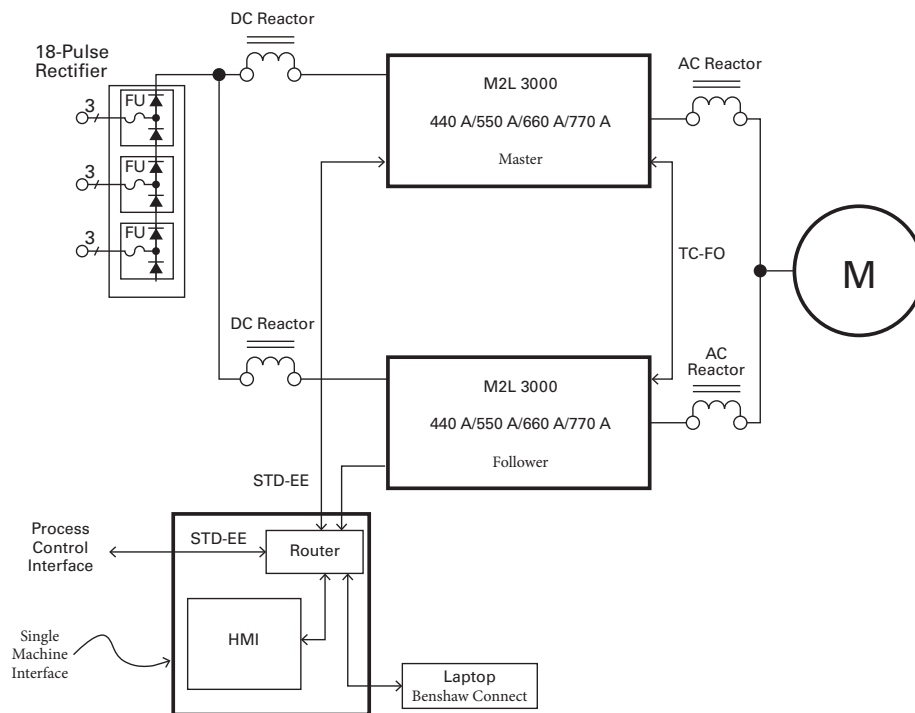 DC Reactor
18-Pulse
Rectifier
M2L 3000
440 A/550 A/660 A/770 A
Master
AC Reactor
3
FU
3
FU
3
FU
TC-FO
M
DC Reactor
M2L 3000
440 A/550 A/660 A/770 A
Follower
AC
Reactor
STD-EE
Process
Control
Interface
STD-EE
Router
HMI
Single
Machine
Interface
Laptop
Benshaw Connect